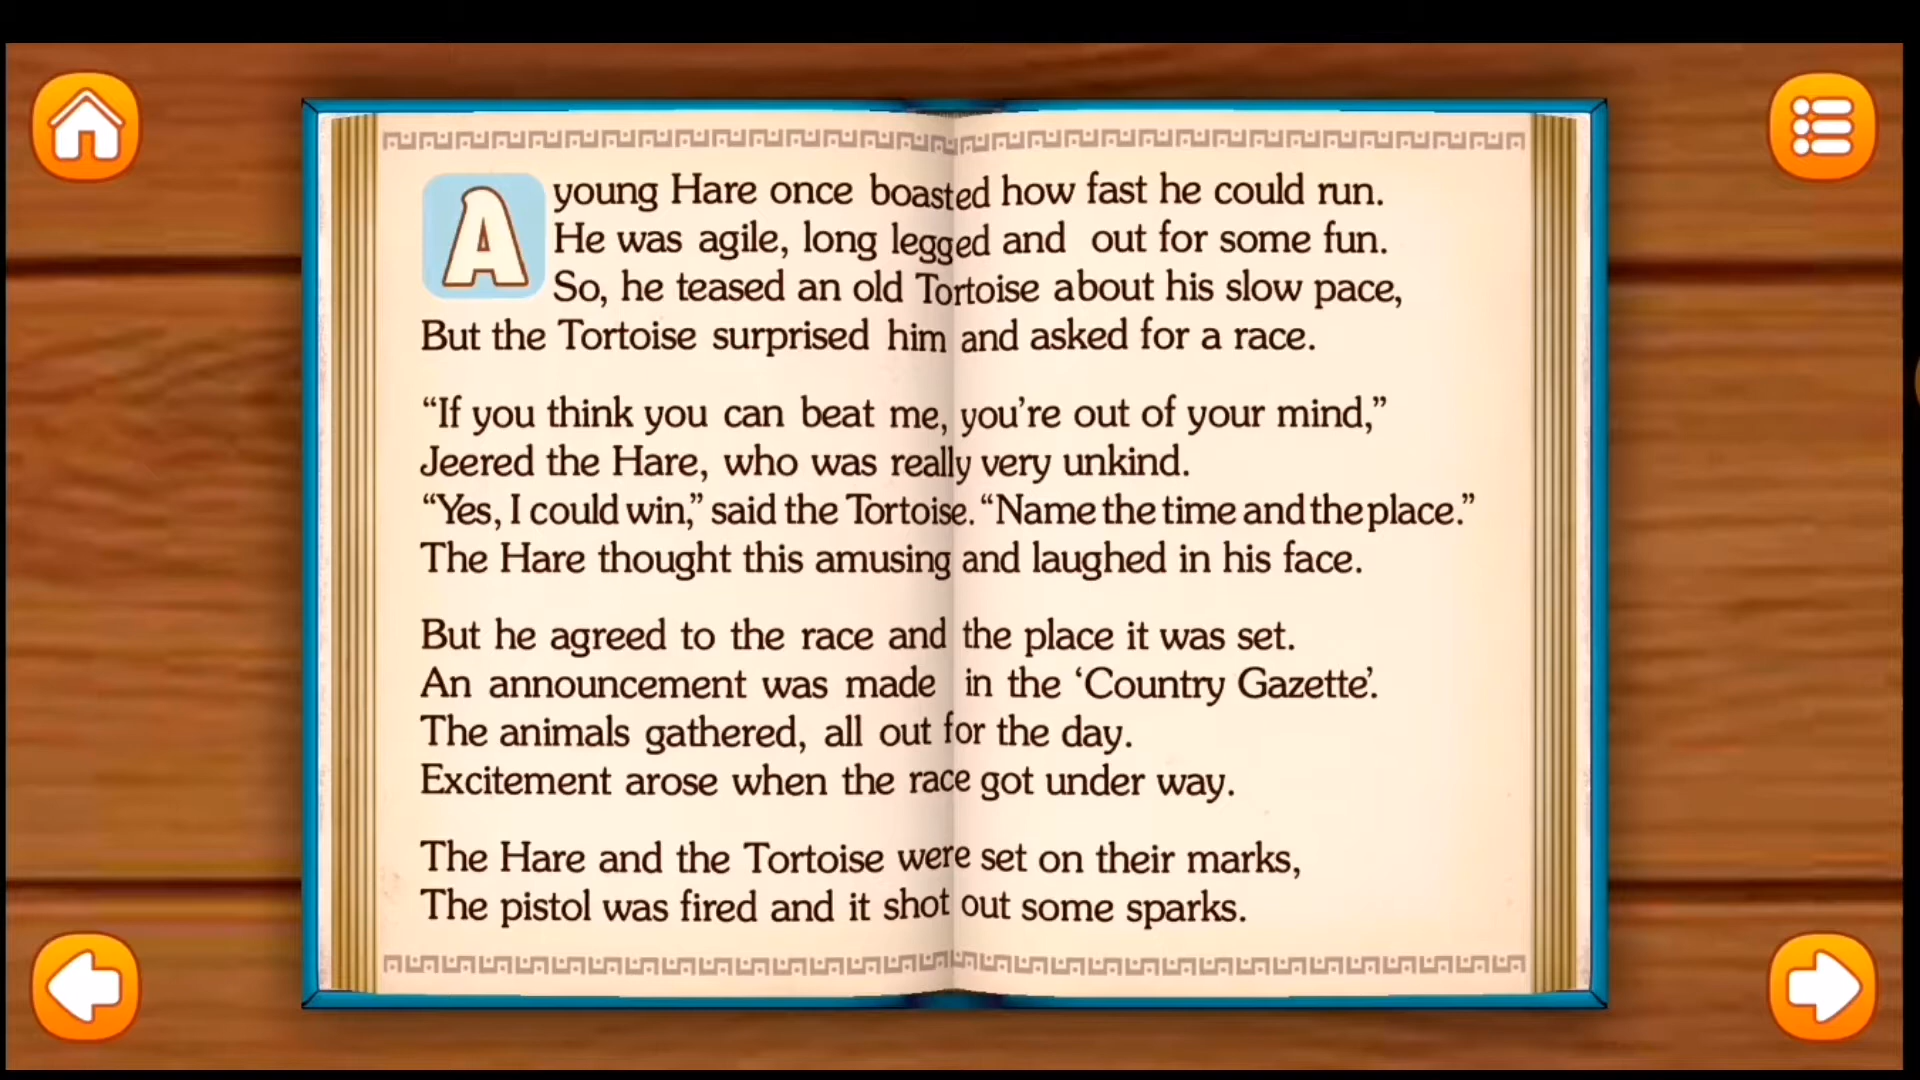 A young Hare once boasted how fast he could run.
He was agile, long legged and out for some fun.
So, he teased an old Tortoise about his slow pace,
But the Tortoise surprised him and asked for a race.
“If you think you can beat me, you’re out of your mind,”
Jeered the Hare, who was really very unkind.
“Yes, I could win,” said the Tortoise. “Name the time and the place.”
The Hare thought this amusing and laughed in his face.
But he agreed to the race and the place it was set.
An announcement was made in the ‘Country Gazette’.
The animals gathered, all out for the day.
Excitement arose when the race got under way.
The Hare and the Tortoise were set on their marks,
The pistol was fired and it shot out some sparks.